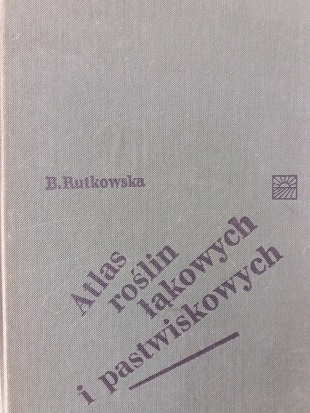 B. Rutkowska
Atlas
roślin
łąkowych
i pastwiskowych